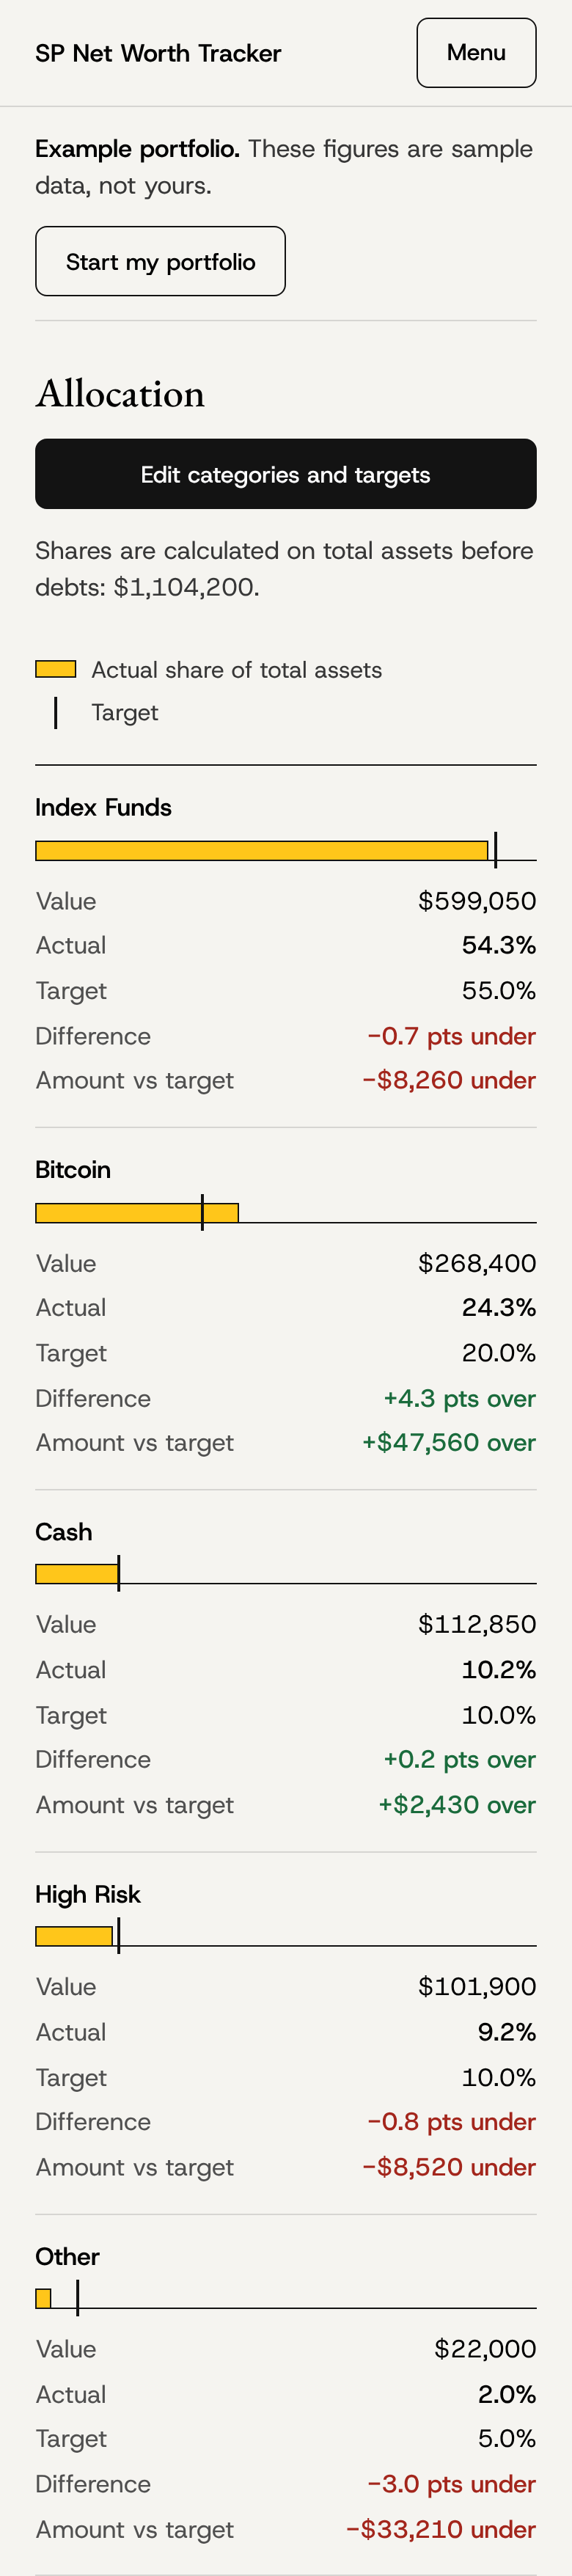 SP Net Worth Tracker
Menu
Example portfolio. These figures are sample
data, not yours.
Start my portfolio
Allocation
Edit categories and targets
Shares are calculated on total assets before
debts: $1,104,200.
Actual share of total assets
Target
Index Funds
Value $599,050
Actual 54.3%
Target 55.0%
Difference −0.7 pts under
Amount vs target −$8,260 under
Bitcoin
Value $268,400
Actual 24.3%
Target 20.0%
Difference +4.3 pts over
Amount vs target +$47,560 over
Cash
Value $112,850
Actual 10.2%
Target 10.0%
Difference +0.2 pts over
Amount vs target +$2,430 over
High Risk
Value $101,900
Actual 9.2%
Target 10.0%
Difference −0.8 pts under
Amount vs target −$8,520 under
Other
Value $22,000
Actual 2.0%
Target 5.0%
Difference −3.0 pts under
Amount vs target −$33,210 under